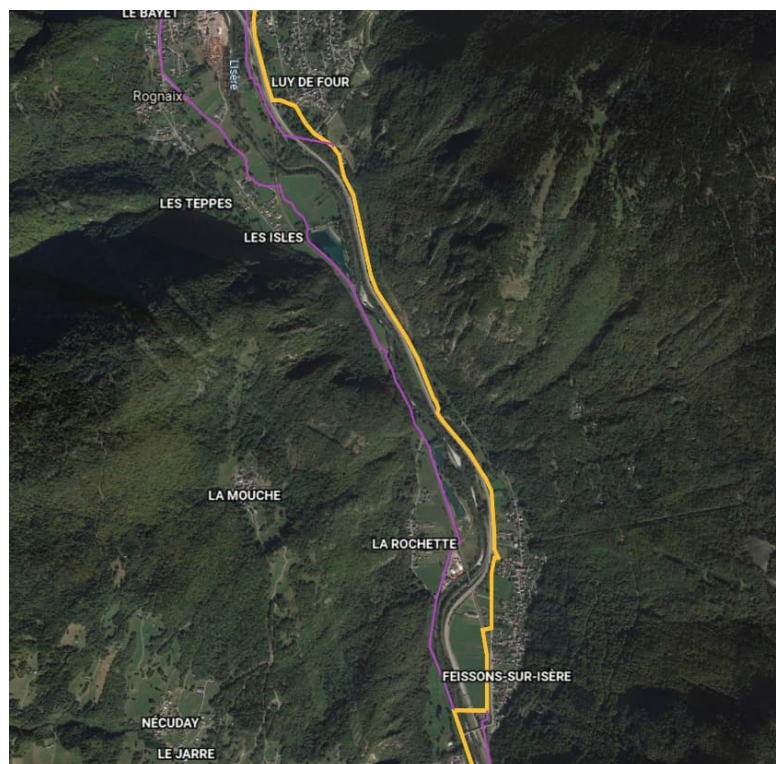 LE BAYET
L'Isère
LUY DE FOUR
Rognaix
LES TEPPES
LES ISLES
LA MOUCHE
LA ROCHETTE
FEISSONS-SUR-ISÈRE
NÉCUDAY
LE JARRE